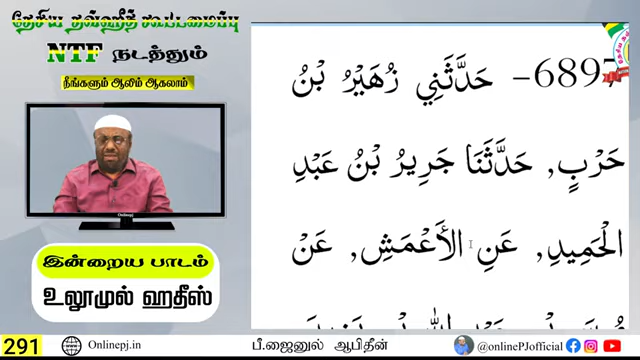 தேசிய தவ்ஹீத் கூட்டமைப்பு
NTF நடத்தும்
நீங்களும் ஆலிம் ஆகலாம்
Onlinepj
இன்றைய பாடம்
உலூமுல் ஹதீஸ்
6897- حَدَّثَنِي زُهَيْرُ بْنُ
حَرْبٍ, حَدَّثَنَا جَرِيرُ بْنُ عَبْدِ
الْحَمِيدِ, عَنِ الأَعْمَشِ, عَنْ
291
Onlinepj.in
பீ.ஜைனுல் ஆபிதீன்
@onlinePJofficial